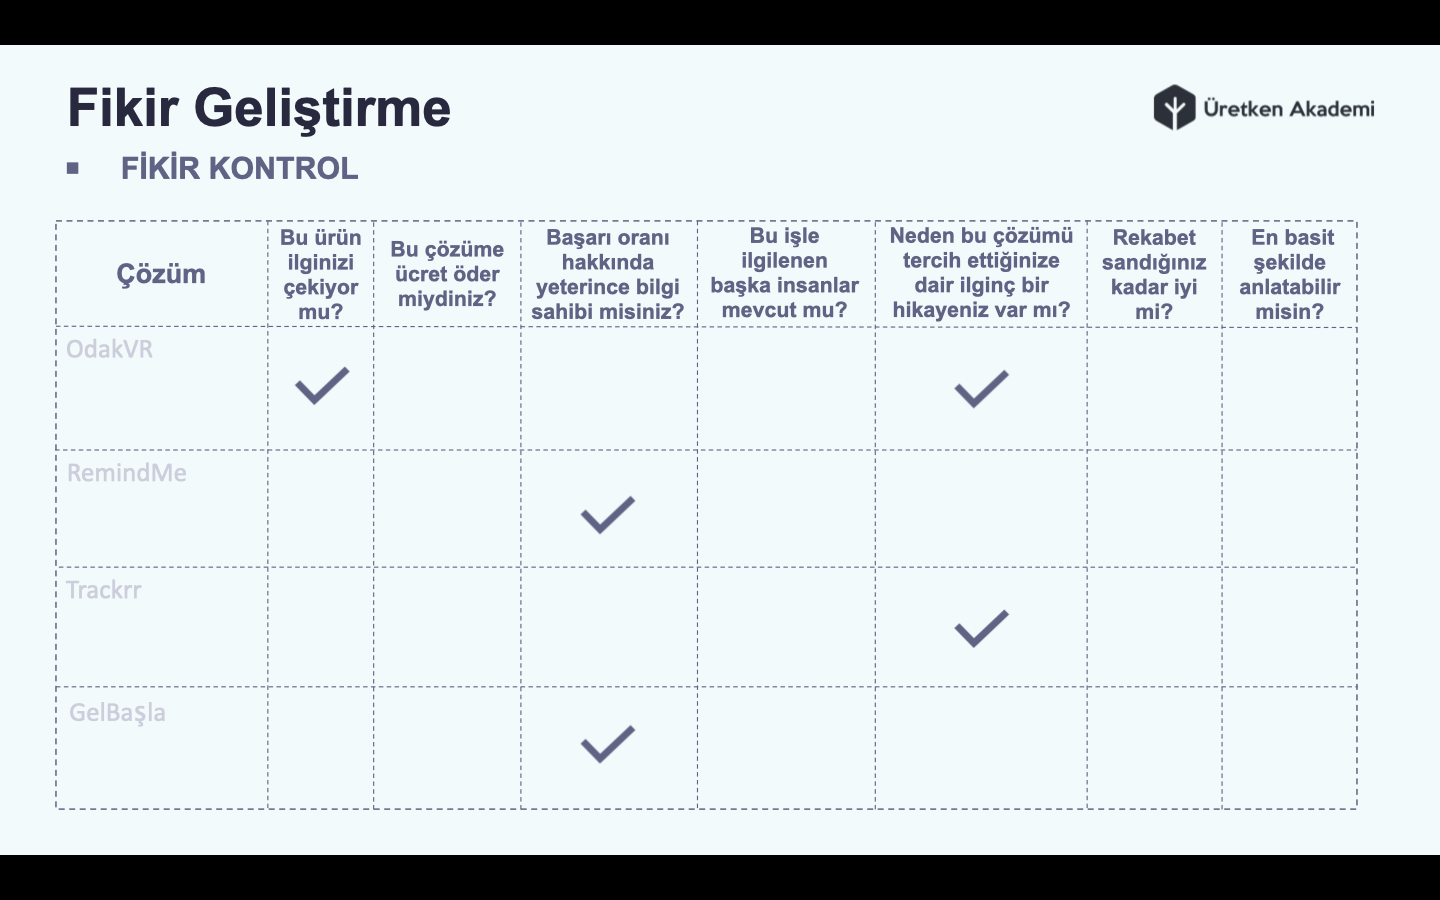 Fikir Geliştirme
Üretken Akademi
FİKİR KONTROL
Çözüm
Bu ürün
ilginizi
çekiyor
mu?
Bu çözüme
ücret öder
miydiniz?
Başarı oranı
hakkında
yeterince bilgi
sahibi misiniz?
Bu işle
ilgilenen
başka insanlar
mevcut mu?
Neden bu çözümü
tercih ettiğinize
dair ilginç bir
hikayeniz var mı?
Rekabet
sandığınız
kadar iyi
mi?
En basit
şekilde
anlatabilir
misin?
OdakVR
RemindMe
Trackrr
GelBaşla